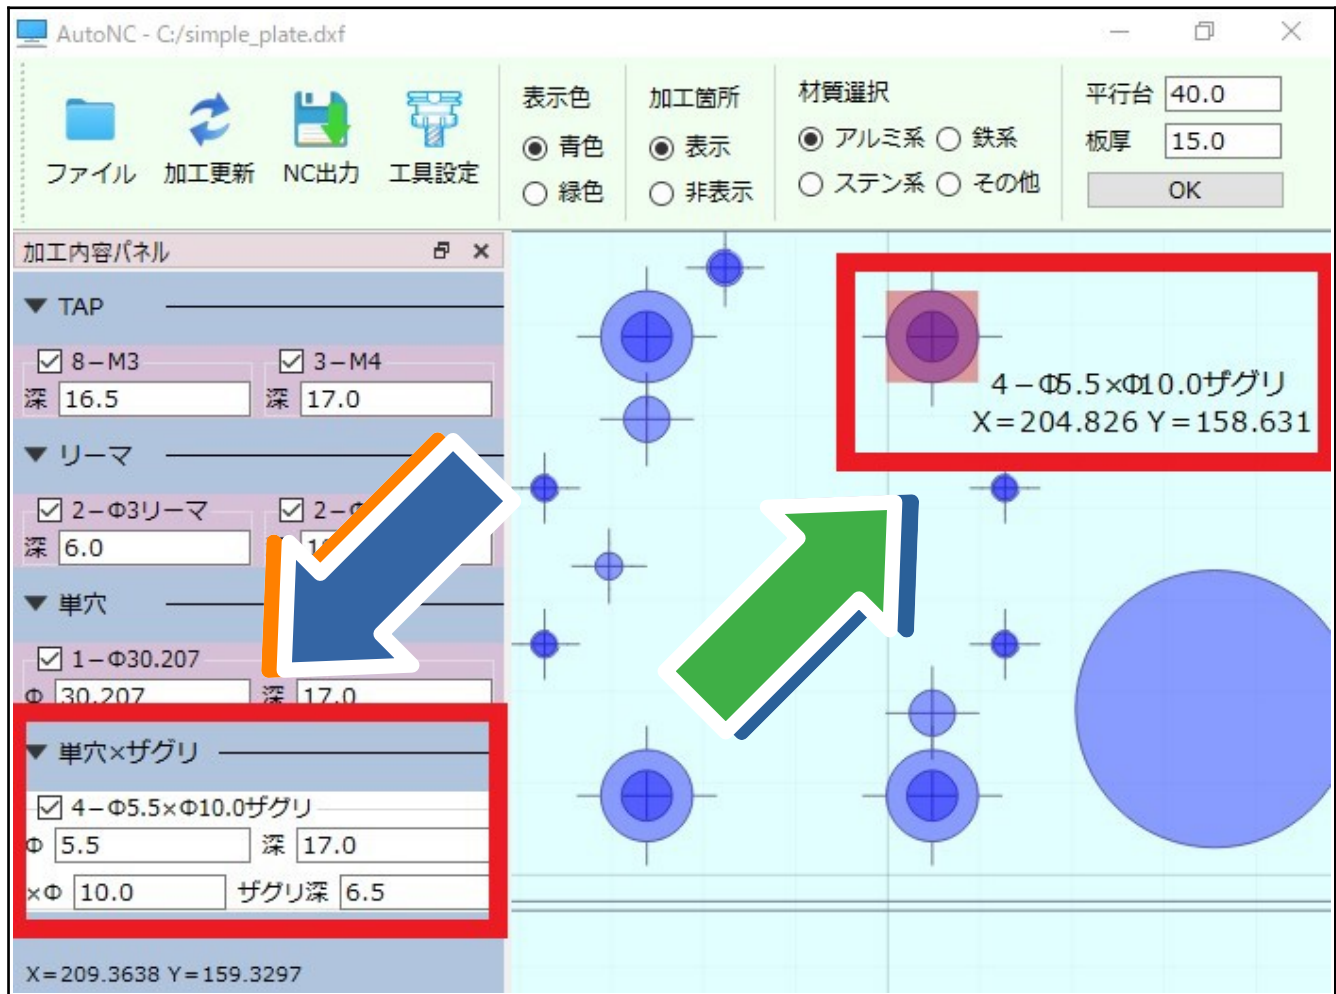 AutoNC - C:/simple_plate.dxf
ファイル 加工更新 NC出力 工具設定
表示色
青色
緑色
加工箇所
表示
非表示
材質選択
アルミ系 鉄系
ステン系 その他
平行台 40.0
板厚 15.0
OK
加工内容パネル
TAP
8-M3 3-M4
深 16.5 深 17.0
リーマ
2-Φ3リーマ 2-
深 6.0
単穴
1-Φ30.207
Φ 30.207 深 17.0
単穴×ザグリ
4-Φ5.5×Φ10.0ザグリ
Φ 5.5 深 17.0
×Φ 10.0 ザグリ深 6.5
X=209.3638 Y=159.3297
4-Φ5.5×Φ10.0ザグリ
X=204.826 Y=158.631